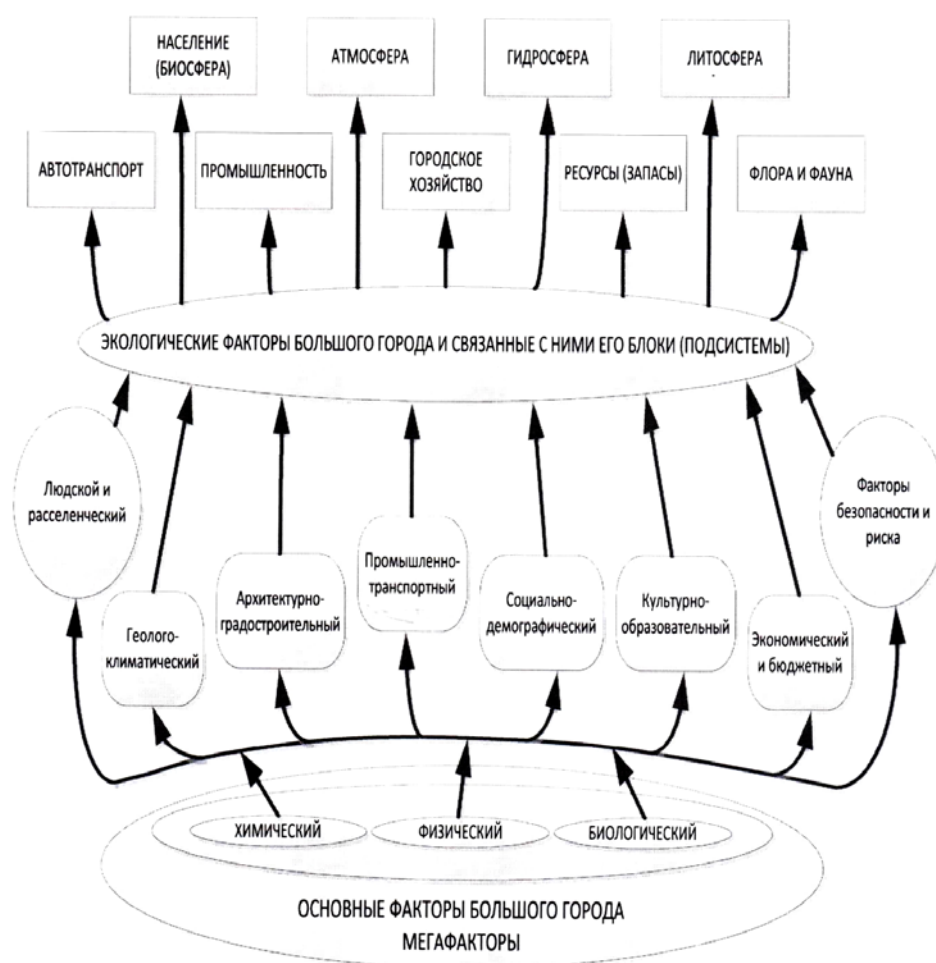 НАСЕЛЕНИЕ
(БИОСФЕРА)
АТМОСФЕРА
ГИДРОСФЕРА
ЛИТОСФЕРА
АВТОТРАНСПОРТ
ПРОМЫШЛЕННОСТЬ
ГОРОДСКОЕ
ХОЗЯЙСТВО
РЕСУРСЫ (ЗАПАСЫ)
ФЛОРА И ФАУНА
ЭКОЛОГИЧЕСКИЕ ФАКТОРЫ БОЛЬШОГО ГОРОДА И СВЯЗАННЫЕ С НИМИ ЕГО БЛОКИ (ПОДСИСТЕМЫ)
Людской и
расселенческий
Геолого-
климатический
Архитектурно-
градостроительный
Промышленно-
транспортный
Социально-
демографический
Культурно-
образовательный
Экономический
и бюджетный
Факторы
безопасности и
риска
ХИМИЧЕСКИЙ
ФИЗИЧЕСКИЙ
БИОЛОГИЧЕСКИЙ
ОСНОВНЫЕ ФАКТОРЫ БОЛЬШОГО ГОРОДА
МЕГАФАКТОРЫ